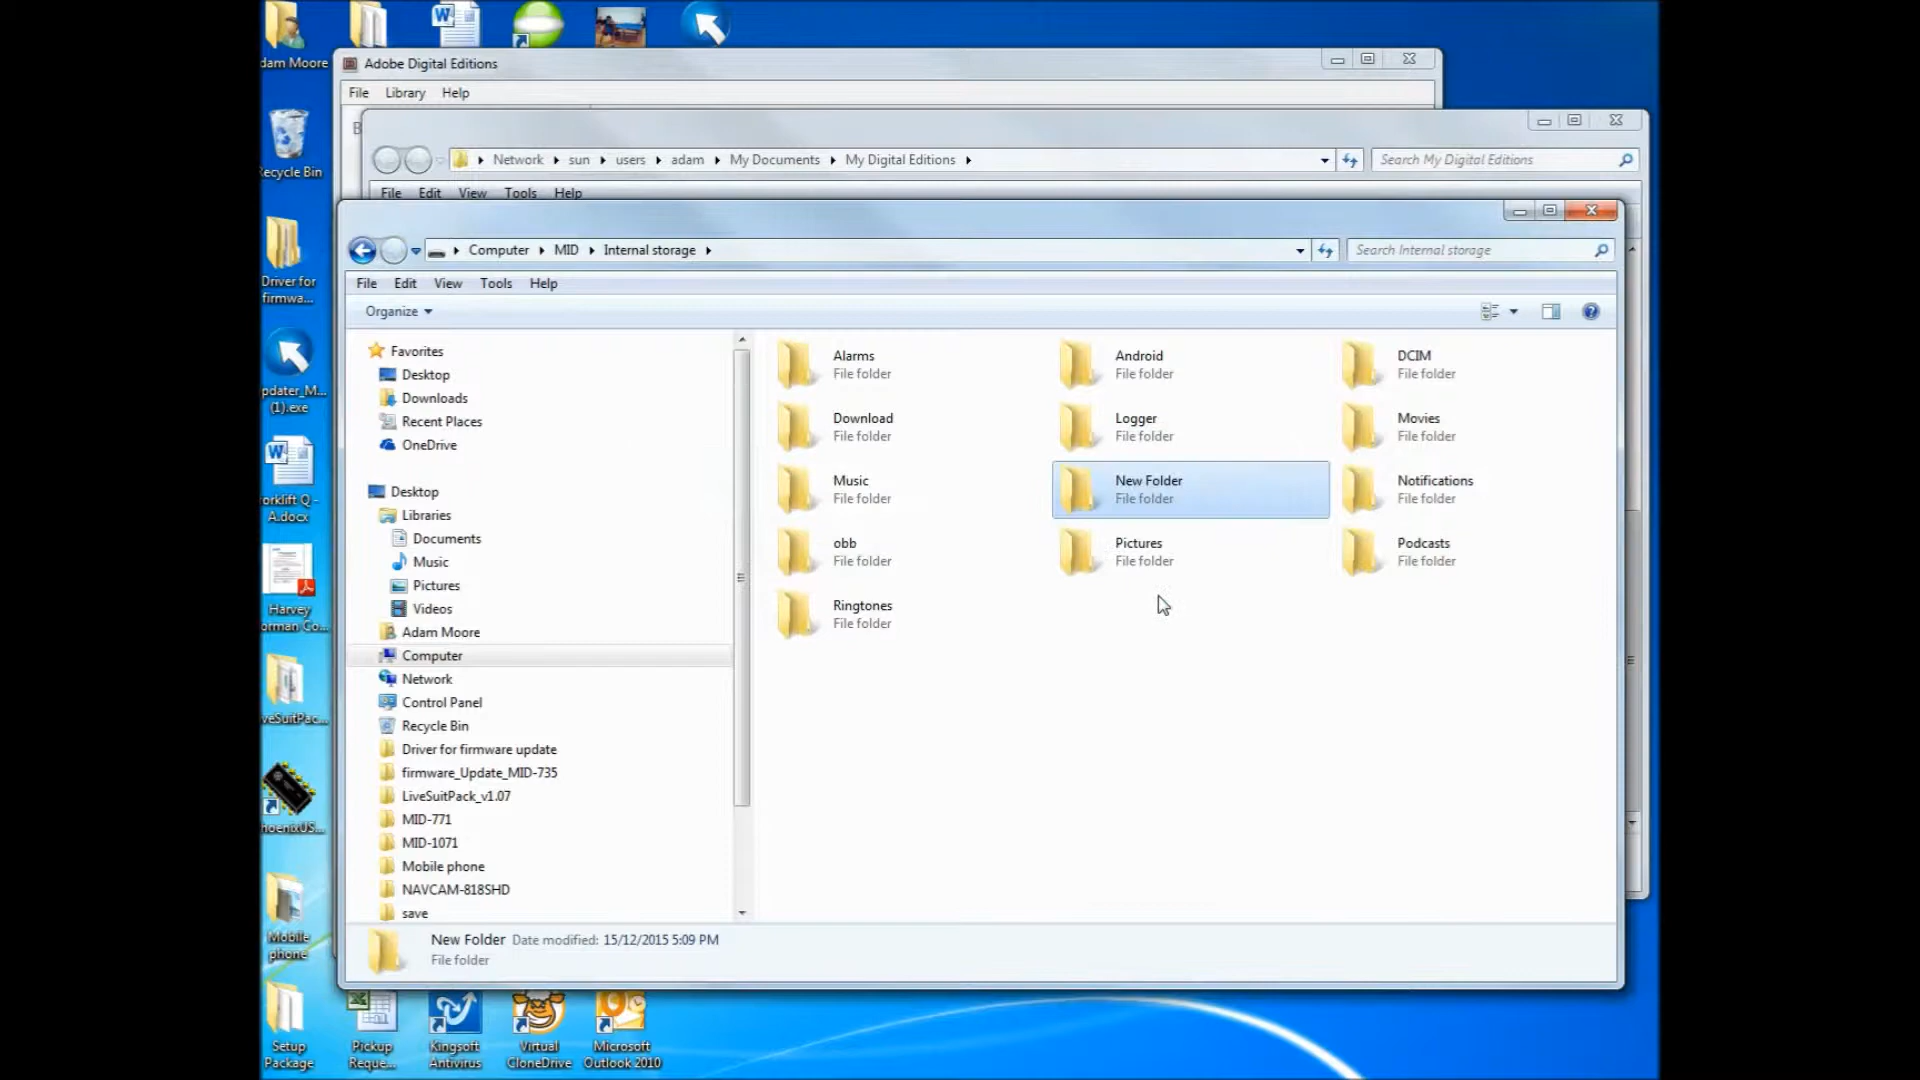 dam Moore
Adobe Digital Editions
File Library Help
B
Network sun users adam My Documents My Digital Editions
Search My Digital Editions
File Edit View Tools Help
Computer MID Internal storage
Search Internal storage
File Edit View Tools Help
Organize
Favorites
Desktop
Downloads
Recent Places
OneDrive
Desktop
Libraries
Documents
Music
Pictures
Videos
Adam Moore
Computer
Network
Control Panel
Recycle Bin
Driver for firmware update
firmware_Update_MID-735
LiveSuitPack_v1.07
MID-771
MID-1071
Mobile phone
NAVCAM-818SHD
save
Alarms
File folder
Android
File folder
DCIM
File folder
Download
File folder
Logger
File folder
Movies
File folder
Music
File folder
New Folder
File folder
Notifications
File folder
obb
File folder
Pictures
File folder
Podcasts
File folder
Ringtones
File folder
New Folder Date modified: 15/12/2015 5:09 PM
File folder
ecycle Bin
Driver for
firmwa...
pdater_M...
(1).exe
orklift Q -
A.docx
Harvey
orman Co...
veSuitPac...
hoenixUS...
Mobile
phone
Setup
Package
Pickup
Reque...
Kingsoft
Antivirus
Virtual
CloneDrive
Microsoft
Outlook 2010